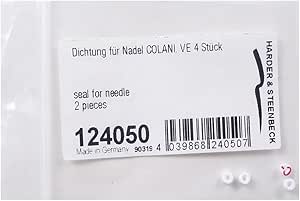 Dichtung für Nadel COLANI. VE 4 Stück
seal for needle
2 pieces
124050
Made in Germany 90319
4 039868 240507
HARDER &
STEENBECK